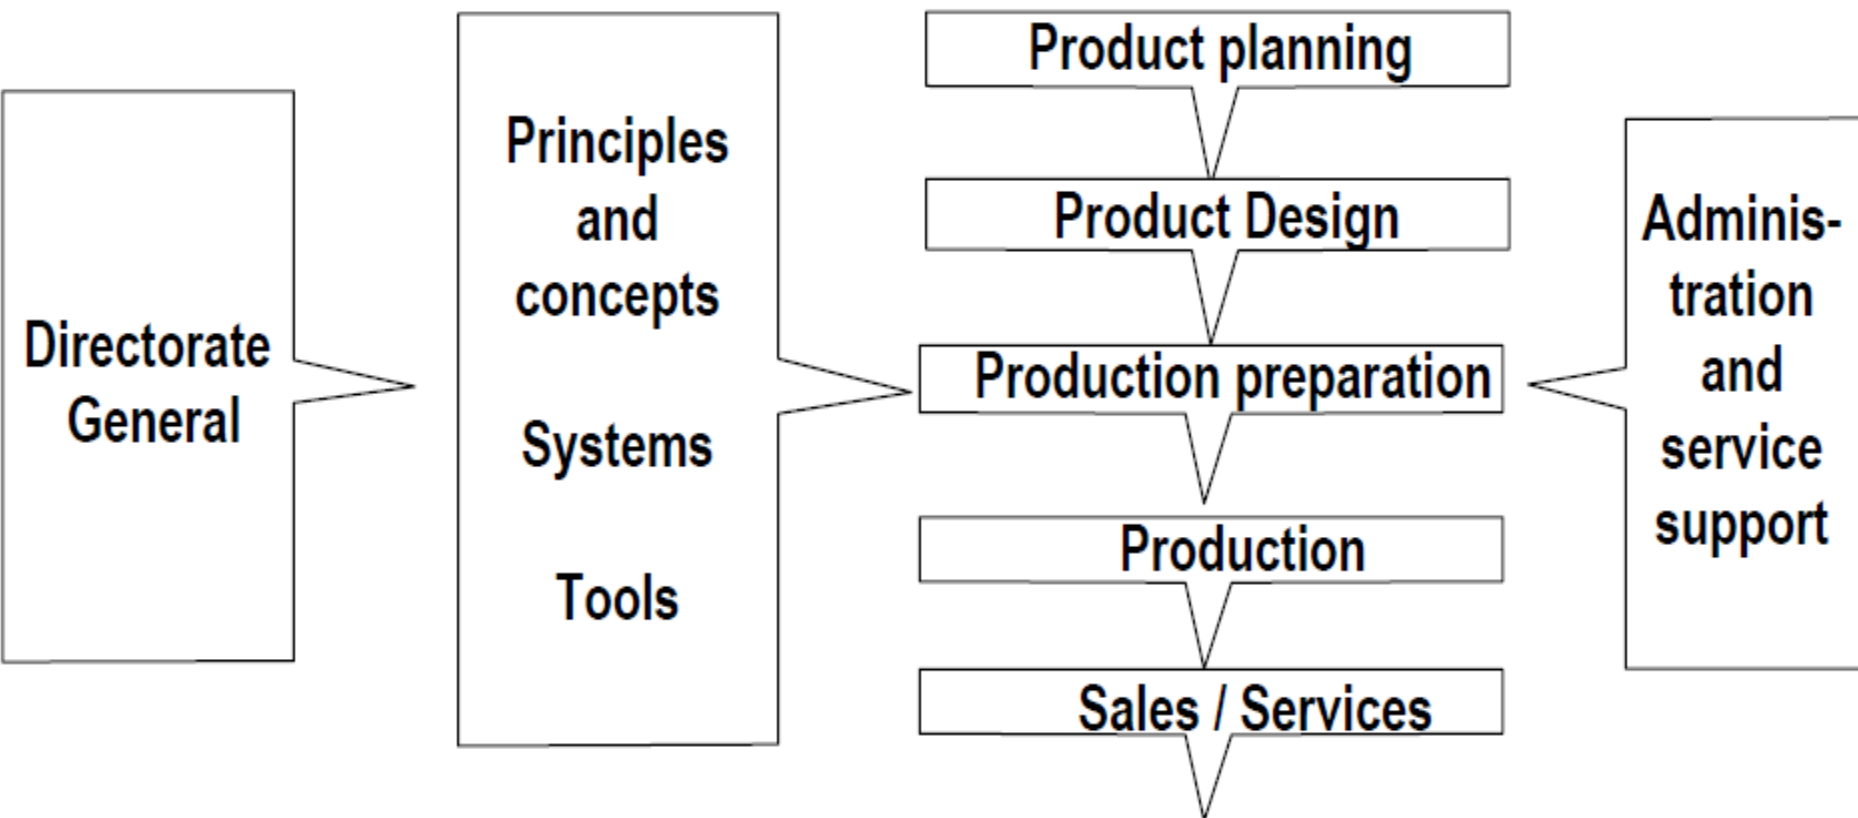 Directorate
General
Principles
and
concepts
Systems
Tools
Product planning
Product Design
Production preparation
Production
Sales / Services
Adminis-
tration
and
service
support